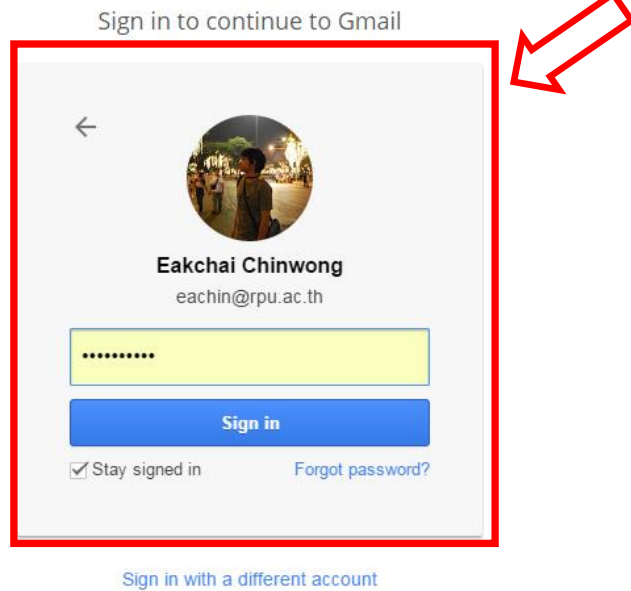 Sign in to continue to Gmail
Eakchai Chinwong
eachin@rpu.ac.th
••••••••••
Sign in
Stay signed in Forgot password?
Sign in with a different account